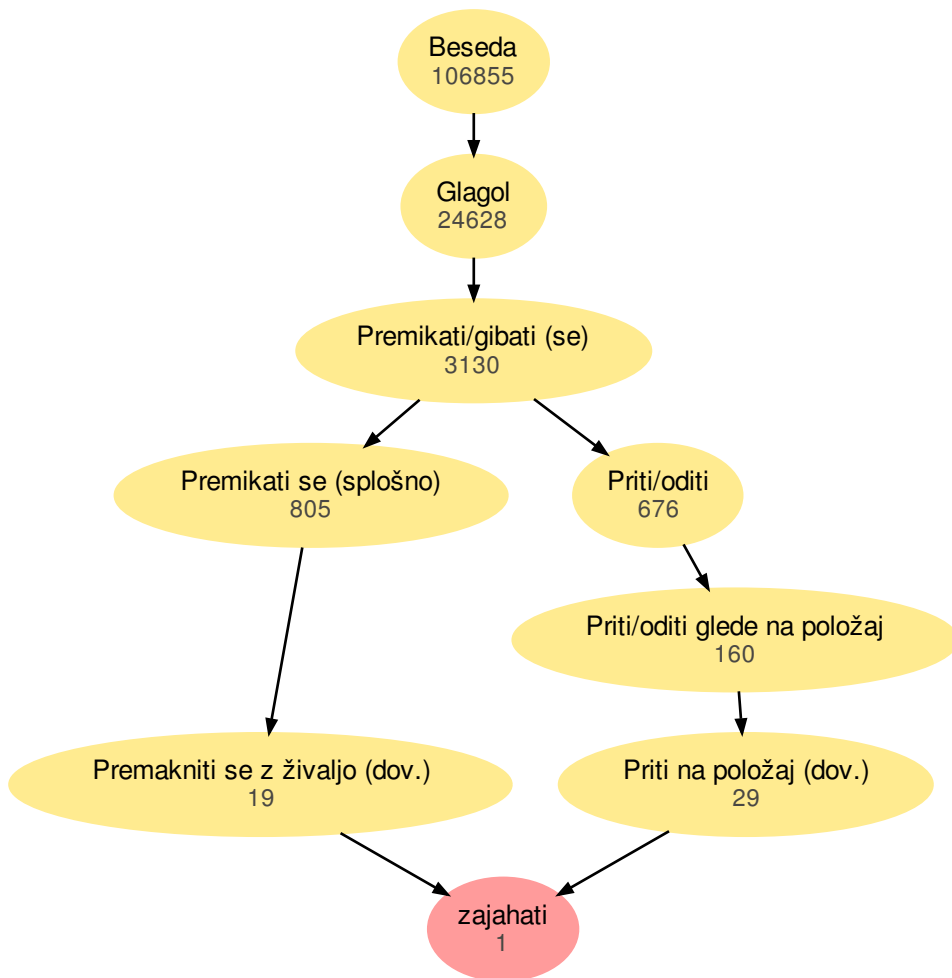 Beseda
106855
Glagol
24628
Premikati/gibati (se)
3130
Premikati se (splošno)
805
Priti/oditi
676
Priti/oditi glede na položaj
160
Premakniti se z živaljo (dov.)
19
Priti na položaj (dov.)
29
zajahati
1